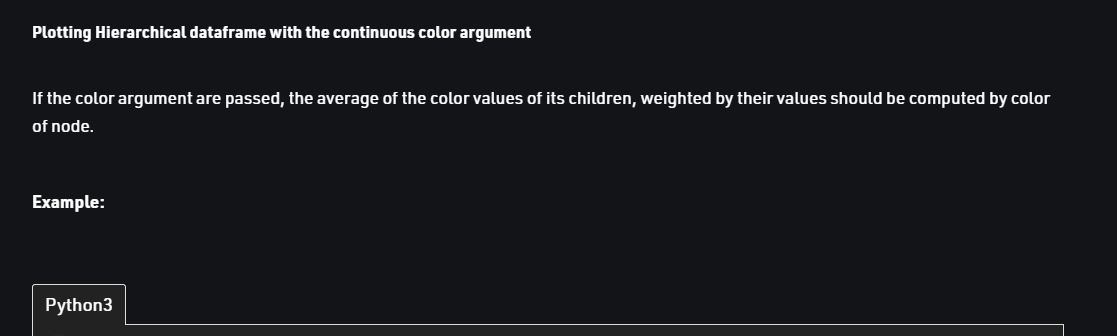 Plotting Hierarchical dataframe with the continuous color argument
If the color argument are passed, the average of the color values of its children, weighted by their values should be computed by color
of node.
Example:
Python3